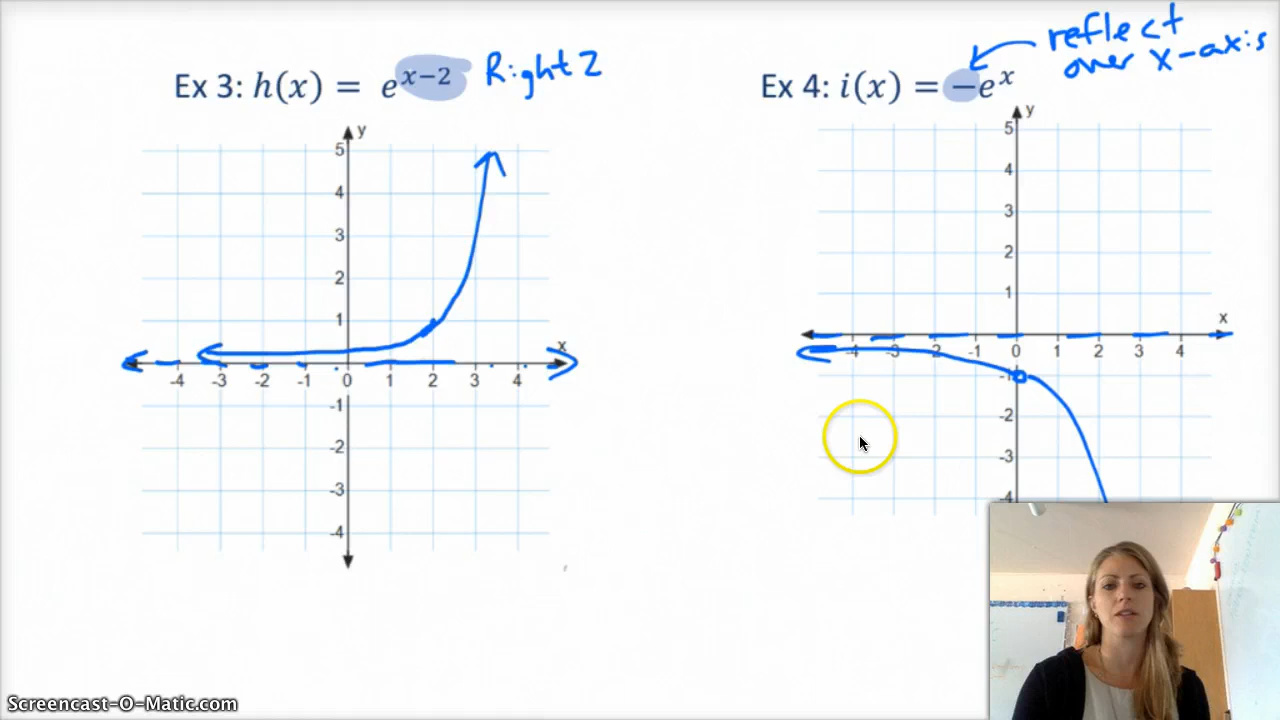 Ex 3: h(x) = e^{x−2} Right 2
y
5
4
3
2
1
x
-4 -3 -2 -1 0 1 2 3 4
-1
-2
-3
-4
reflect
over x-axis
Ex 4: i(x) = −e^x
y
5
4
3
2
1
x
-4 -3 -2 -1 0 1 2 3 4
-1
-2
-3
-4
Screencast-O-Matic.com